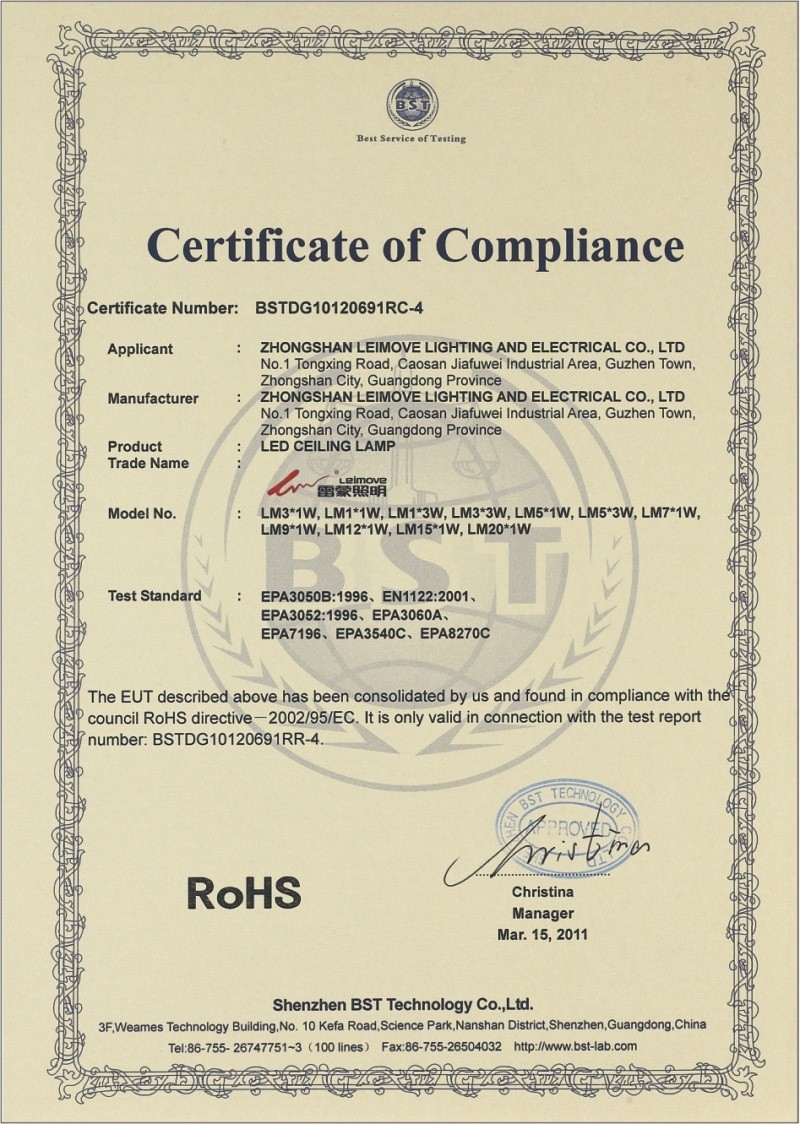 BST
Best Service of Testing
Certificate of Compliance
Certificate Number: BSTDG10120691RC-4
Applicant : ZHONGSHAN LEIMOVE LIGHTING AND ELECTRICAL CO., LTD
No.1 Tongxing Road, Caosan Jiafuwei Industrial Area, Guzhen Town,
Zhongshan City, Guangdong Province
Manufacturer : ZHONGSHAN LEIMOVE LIGHTING AND ELECTRICAL CO., LTD
No.1 Tongxing Road, Caosan Jiafuwei Industrial Area, Guzhen Town,
Zhongshan City, Guangdong Province
Product : LED CEILING LAMP
Trade Name :
Leimove
雷蒙照明
Model No. : LM3*1W, LM1*1W, LM1*3W, LM3*3W, LM5*1W, LM5*3W, LM7*1W,
LM9*1W, LM12*1W, LM15*1W, LM20*1W
BST
Test Standard : EPA3050B:1996、EN1122:2001、
EPA3052:1996、EPA3060A、
EPA7196、EPA3540C、EPA8270C
The EUT described above has been consolidated by us and found in compliance with the
council RoHS directive—2002/95/EC. It is only valid in connection with the test report
number: BSTDG10120691RR-4.
BST TECHNOLOGY
APPROVED
Christina
RoHS
Christina
Manager
Mar. 15, 2011
Shenzhen BST Technology Co.,Ltd.
3F,Weames Technology Building,No. 10 Kefa Road,Science Park,Nanshan District,Shenzhen,Guangdong,China
Tel:86-755- 26747751~3（100 lines） Fax:86-755-26504032 http://www.bst-lab.com